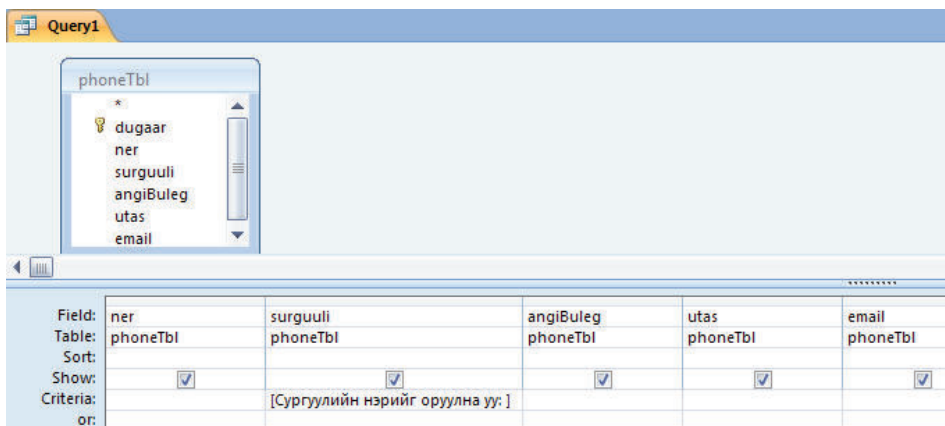 Query1
phoneTbl
*
dugaar
ner
surguuli
angiBuleg
utas
email
Field: ner surguuli angiBuleg utas email
Table: phoneTbl phoneTbl phoneTbl phoneTbl phoneTbl
Sort:
Show:
Criteria: [Сургуулийн нэрийг оруулна уу: ]
or: